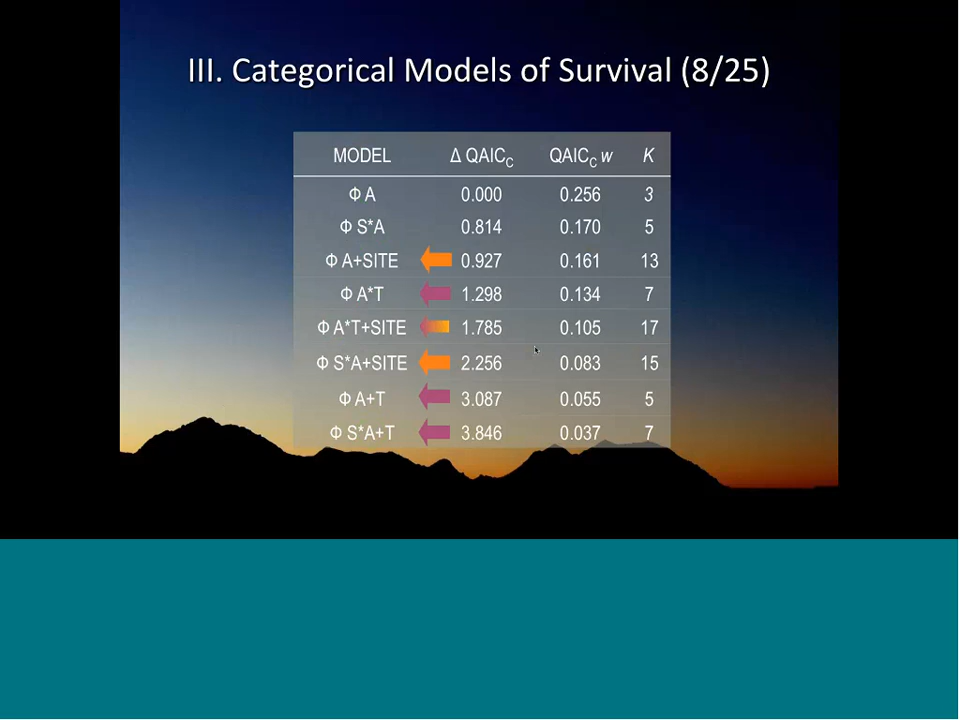 III. Categorical Models of Survival (8/25)
MODEL Δ QAICC QAICC w K
Φ A 0.000 0.256 3
Φ S*A 0.814 0.170 5
Φ A+SITE 0.927 0.161 13
Φ A*T 1.298 0.134 7
Φ A*T+SITE 1.785 0.105 17
Φ S*A+SITE 2.256 0.083 15
Φ A+T 3.087 0.055 5
Φ S*A+T 3.846 0.037 7